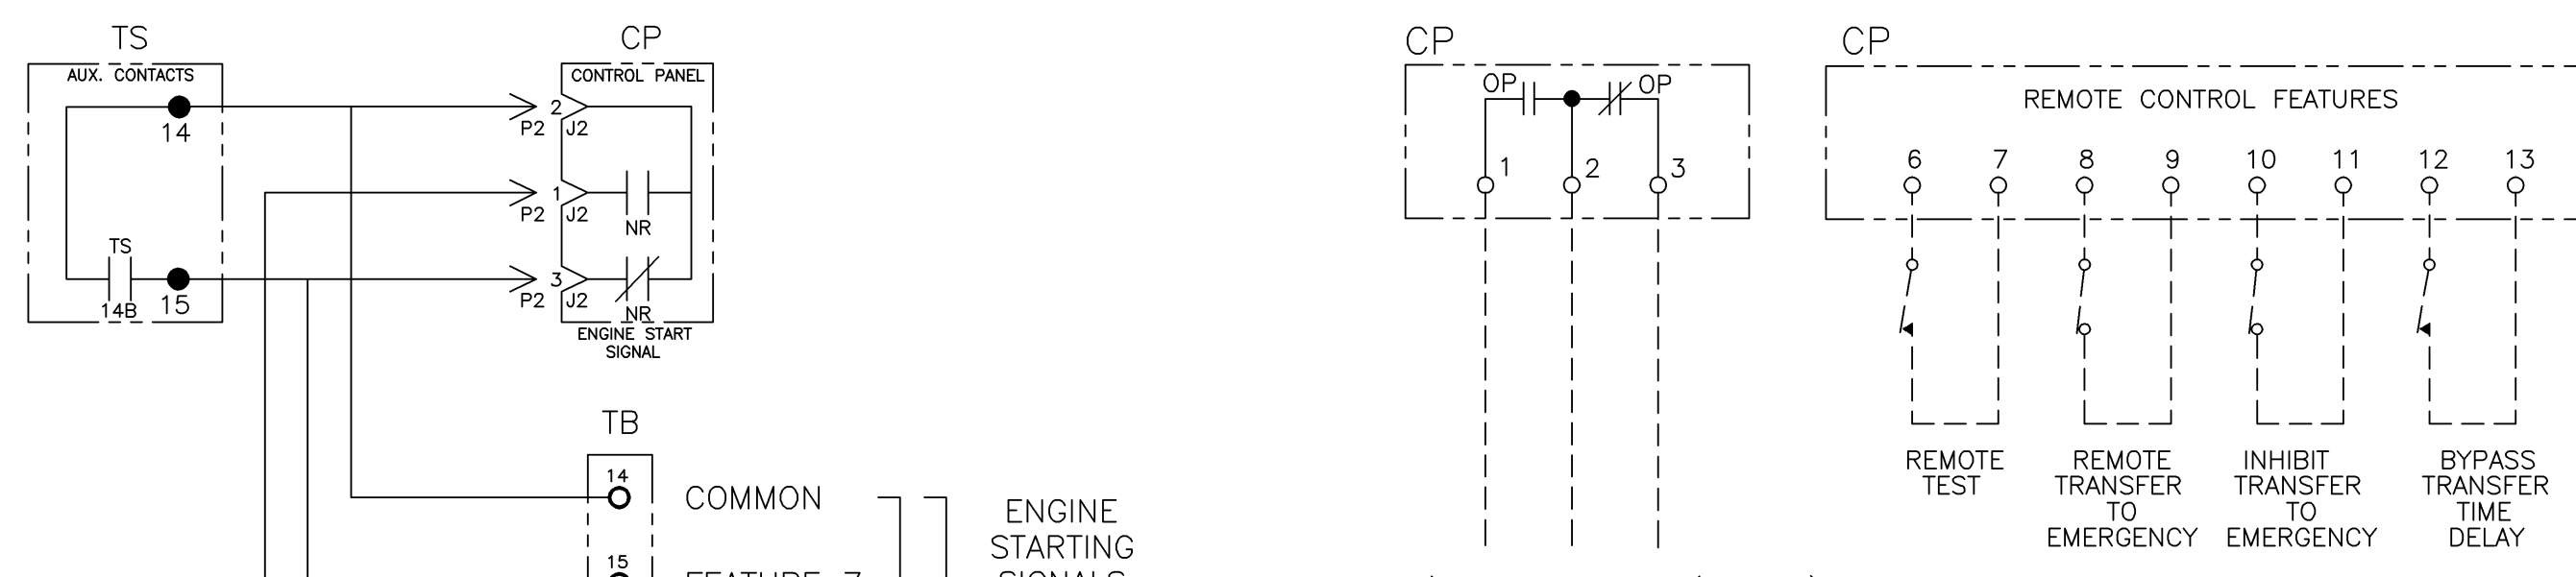 TS
AUX. CONTACTS
14
TS
14B
15
CP
CONTROL PANEL
2
P2 J2
1
P2 J2
NR
3
P2 J2
NR
ENGINE START
SIGNAL
TB
14
COMMON
15
ENGINE
STARTING
SIGNALS
FEATURE 7
CP
OP OP
1 2 3
CP
REMOTE CONTROL FEATURES
6 7 8 9 10 11 12 13
REMOTE
TEST
REMOTE
TRANSFER
TO
EMERGENCY
INHIBIT
TRANSFER
TO
EMERGENCY
BYPASS
TRANSFER
TIME
DELAY